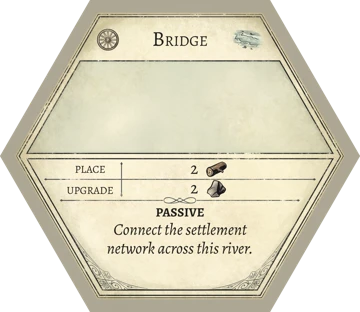 Bridge
PLACE 2
UPGRADE 2
PASSIVE
Connect the settlement
network across this river.